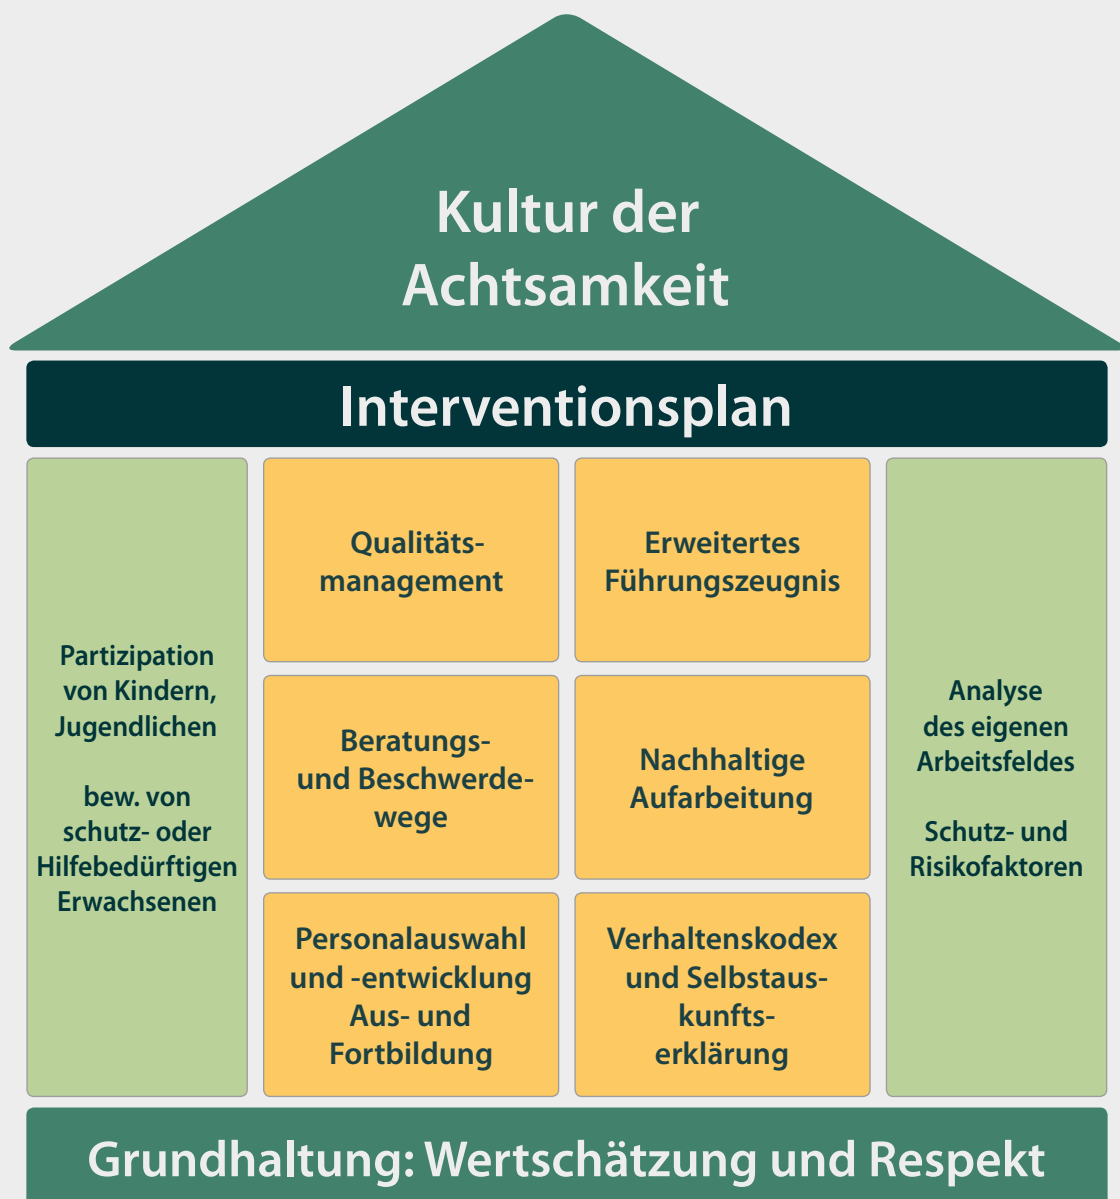 Kultur der
Achtsamkeit
Interventionsplan
Partizipation
von Kindern,
Jugendlichen
bew. von
schutz- oder
Hilfebedürftigen
Erwachsenen
Qualitäts-
management
Erweitertes
Führungszeugnis
Beratungs-
und Beschwerde-
wege
Nachhaltige
Aufarbeitung
Personalauswahl
und -entwicklung
Aus- und
Fortbildung
Verhaltenskodex
und Selbstaus-
kunfts-
erklärung
Analyse
des eigenen
Arbeitsfeldes
Schutz- und
Risikofaktoren
Grundhaltung: Wertschätzung und Respekt